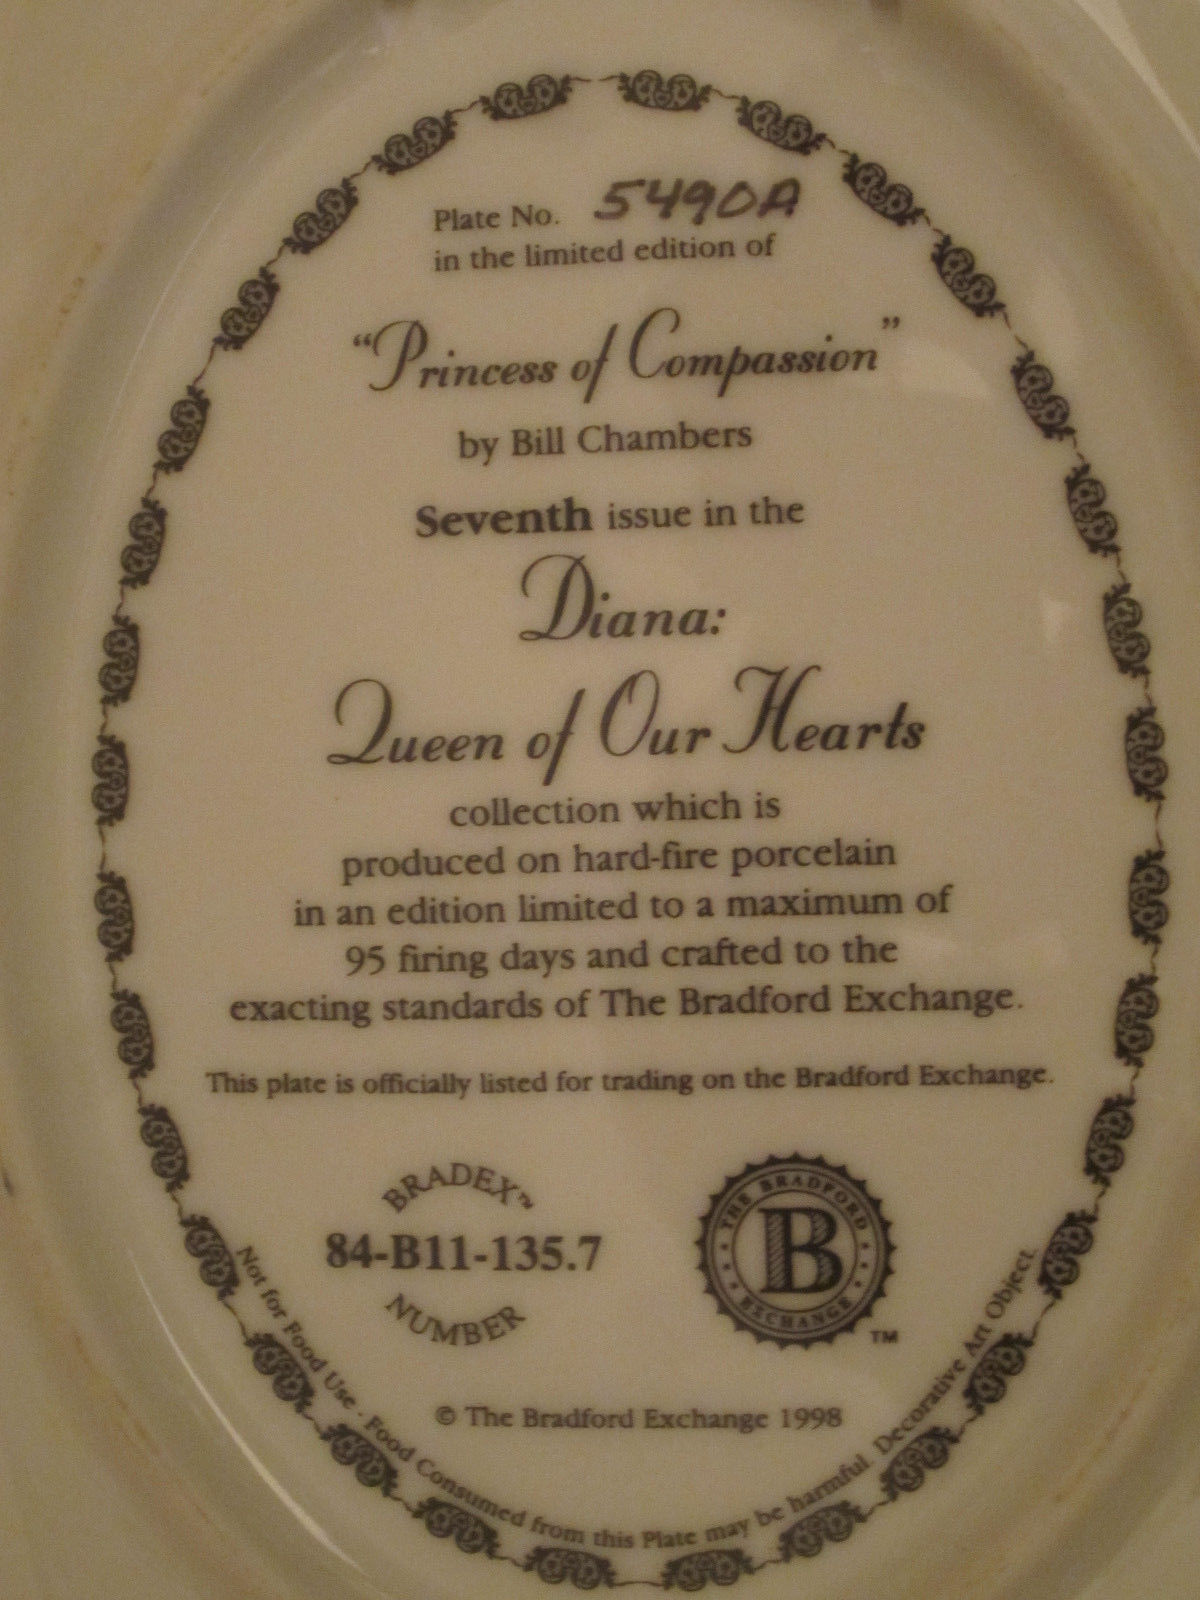 Plate No. 5490A
in the limited edition of
“Princess of Compassion”
by Bill Chambers
Seventh issue in the
Diana:
Queen of Our Hearts
collection which is
produced on hard-fire porcelain
in an edition limited to a maximum of
95 firing days and crafted to the
exacting standards of The Bradford Exchange.
This plate is officially listed for trading on the Bradford Exchange.
BRADEX™
84-B11-135.7
NUMBER
THE BRADFORD
B
EXCHANGE
™
© The Bradford Exchange 1998
Not for Food Use · Food Consumed from this Plate may be harmful Decorative Art Object